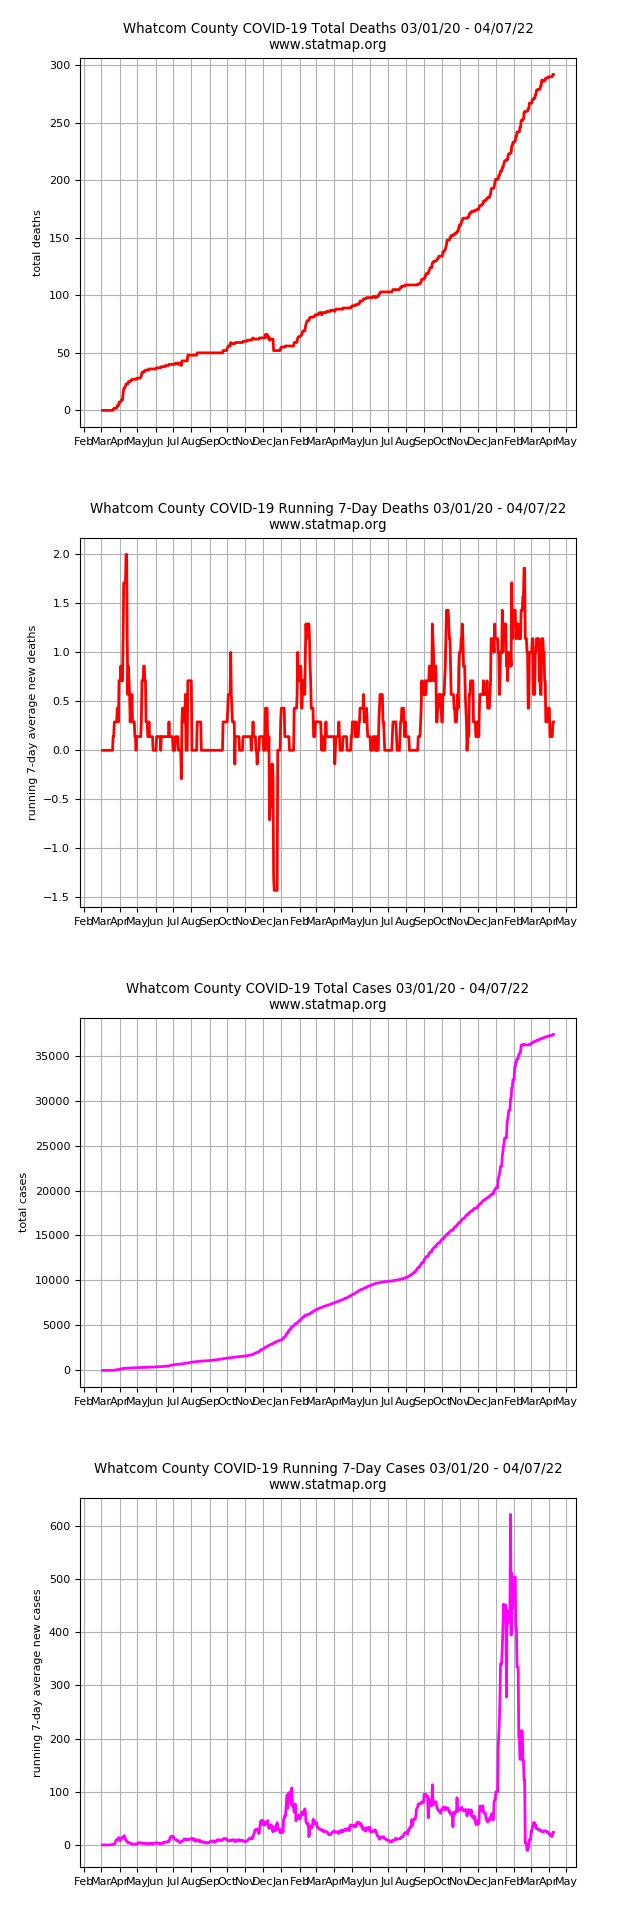 Whatcom County COVID-19 Total Deaths 03/01/20 - 04/07/22
www.statmap.org
300
250
200
150
100
50
0
total deaths
Feb Mar Apr May Jun Jul Aug Sep Oct Nov Dec Jan Feb Mar Apr May Jun Jul Aug Sep Oct Nov Dec Jan Feb Mar Apr May
Whatcom County COVID-19 Running 7-Day Deaths 03/01/20 - 04/07/22
www.statmap.org
2.0
1.5
1.0
0.5
0.0
−0.5
−1.0
−1.5
running 7-day average new deaths
Feb Mar Apr May Jun Jul Aug Sep Oct Nov Dec Jan Feb Mar Apr May Jun Jul Aug Sep Oct Nov Dec Jan Feb Mar Apr May
Whatcom County COVID-19 Total Cases 03/01/20 - 04/07/22
www.statmap.org
35000
30000
25000
20000
15000
10000
5000
0
total cases
Feb Mar Apr May Jun Jul Aug Sep Oct Nov Dec Jan Feb Mar Apr May Jun Jul Aug Sep Oct Nov Dec Jan Feb Mar Apr May
Whatcom County COVID-19 Running 7-Day Cases 03/01/20 - 04/07/22
www.statmap.org
600
500
400
300
200
100
0
running 7-day average new cases
Feb Mar Apr May Jun Jul Aug Sep Oct Nov Dec Jan Feb Mar Apr May Jun Jul Aug Sep Oct Nov Dec Jan Feb Mar Apr May